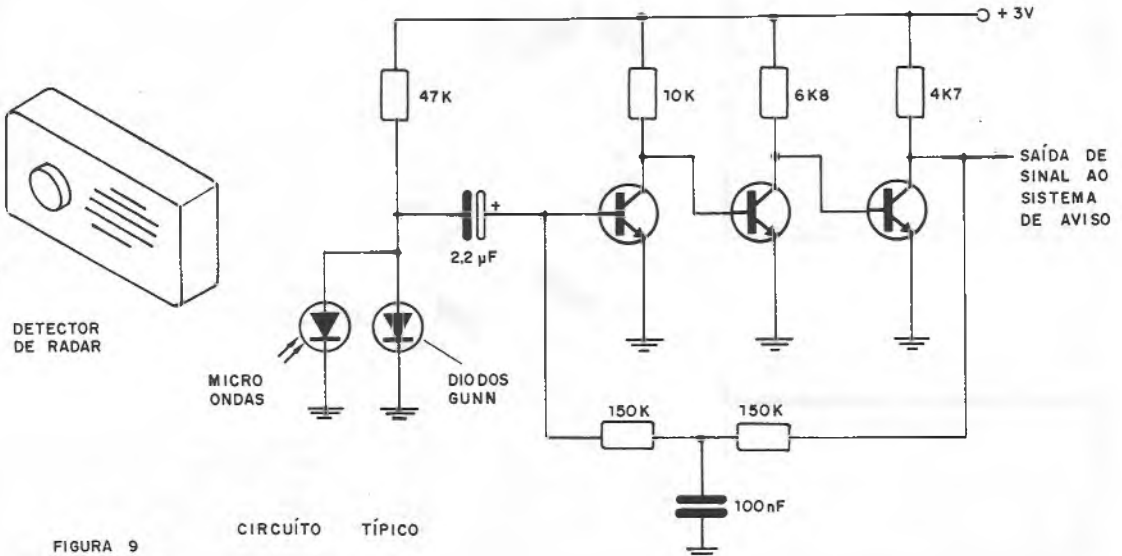 + 3V
47K
10K
6K8
4K7
SAÍDA DE
SINAL AO
SISTEMA
DE AVISO
+
2,2 µF
DETECTOR
DE RADAR
MICRO
ONDAS
DIODOS
GUNN
150K
150K
100nF
CIRCUÍTO TÍPICO
FIGURA 9